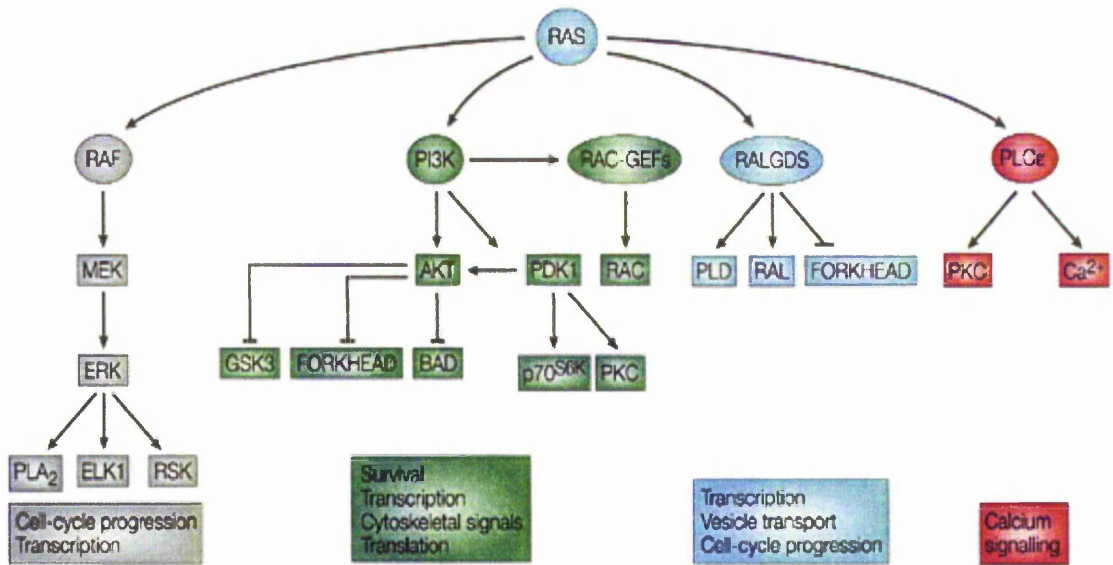 RAS
RAF
PI3K
RAC-GEFs
RALGDS
PLCε
MEK
AKT
PDK1
RAC
PLD
RAL
FORKHEAD
PKC
Ca²⁺
ERK
GSK3
FORKHEAD
BAD
p70ˢ⁶ᴷ
PKC
PLA₂
ELK1
RSK
Cell-cycle progression
Transcription
Survival
Transcription
Cytoskeletal signals
Translation
Transcription
Vesicle transport
Cell-cycle progression
Calcium
signalling